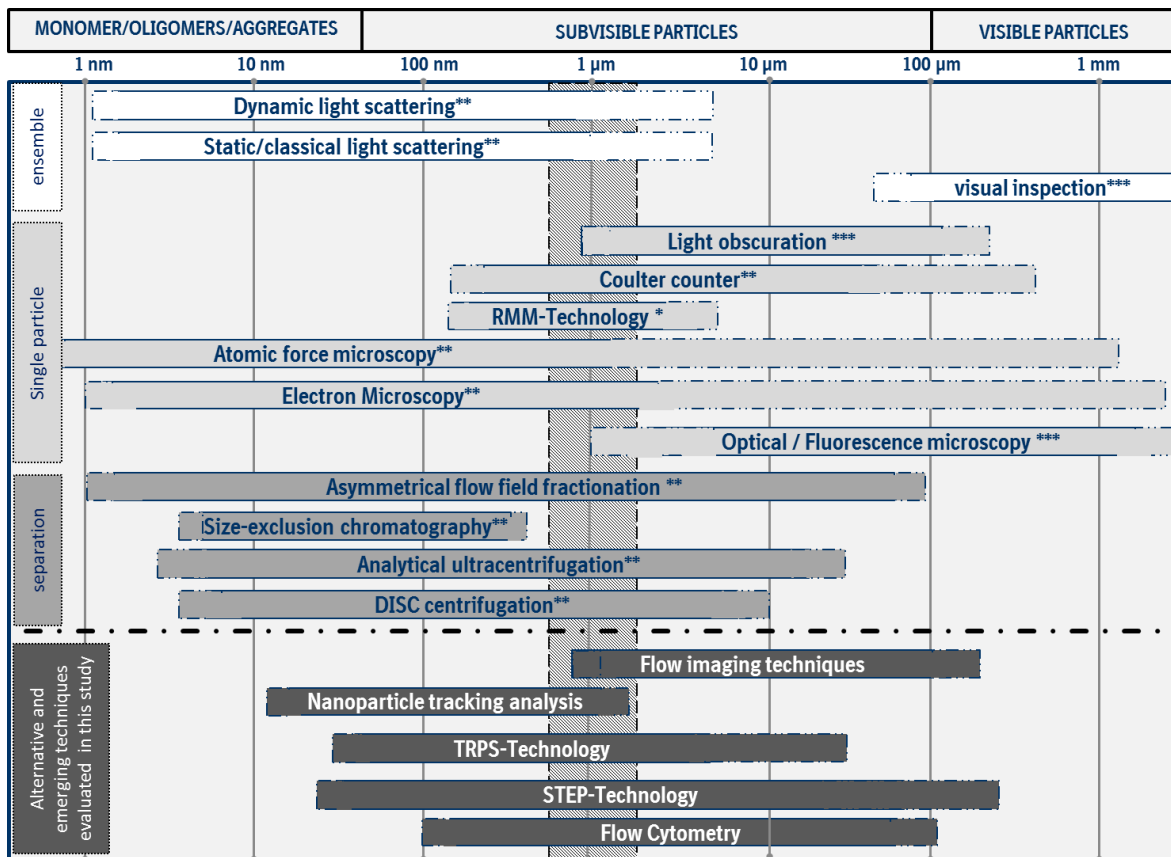 MONOMER/OLIGOMERS/AGGREGATES
SUBVISIBLE PARTICLES
VISIBLE PARTICLES
1 nm
10 nm
100 nm
1 µm
10 µm
100 µm
1 mm
ensemble
Dynamic light scattering**
Static/classical light scattering**
visual inspection***
Single particle
Light obscuration ***
Coulter counter**
RMM-Technology *
Atomic force microscopy**
Electron Microscopy**
Optical / Fluorescence microscopy ***
separation
Asymmetrical flow field fractionation **
Size-exclusion chromatography**
Analytical ultracentrifugation**
DISC centrifugation**
Alternative and
emerging techniques
evaluated in this study
Flow imaging techniques
Nanoparticle tracking analysis
TRPS-Technology
STEP-Technology
Flow Cytometry